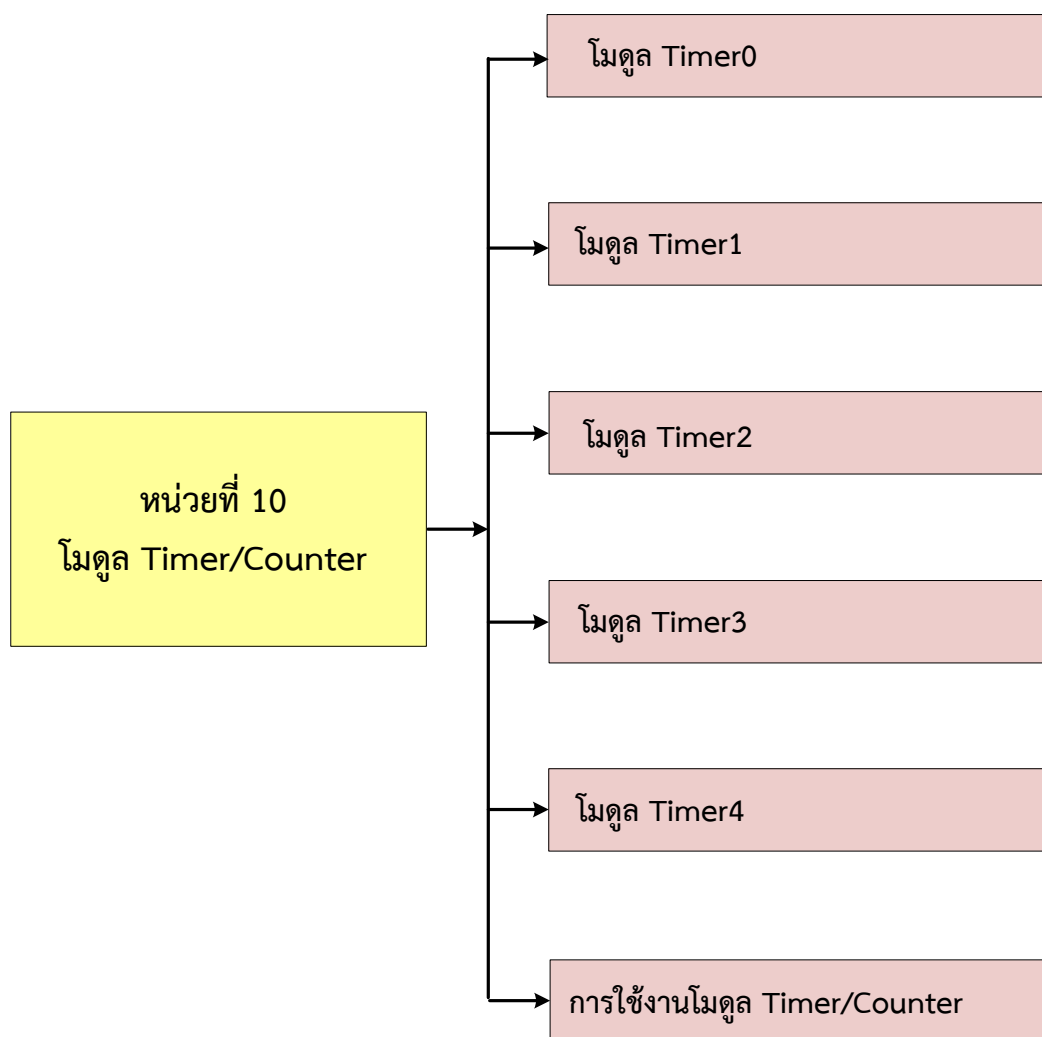 โมดูล Timer0
โมดูล Timer1
โมดูล Timer2
หน่วยที่ 10
โมดูล Timer/Counter
โมดูล Timer3
โมดูล Timer4
การใช้งานโมดูล Timer/Counter